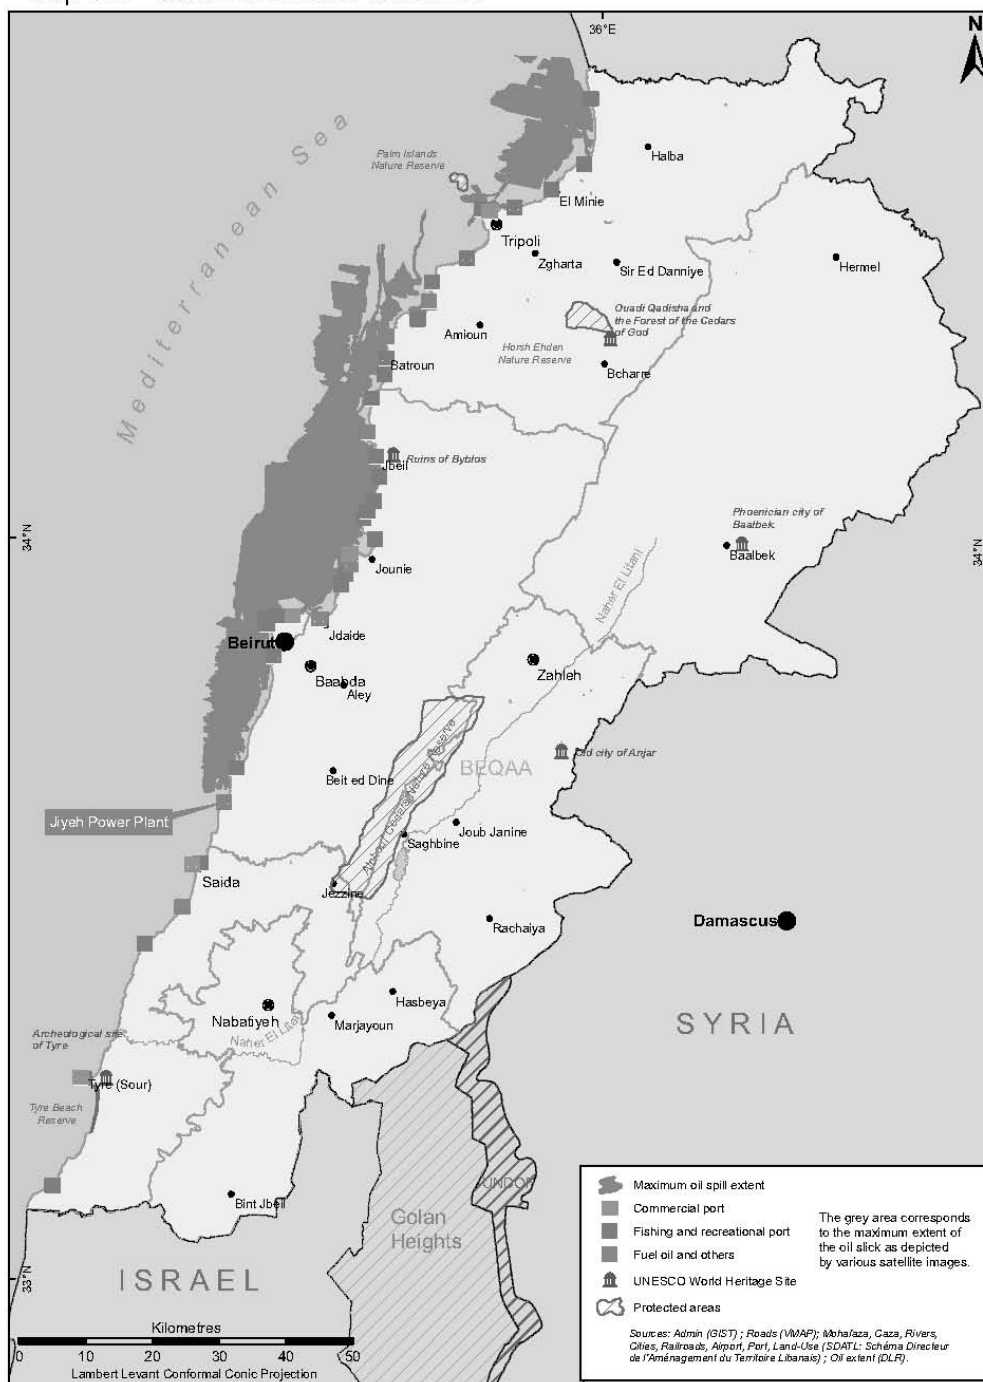 36°E
N
Mediterranean Sea
Palm Islands
Nature Reserve
Halba
El Minie
Tripoli
Zgharta
Sir Ed Danniye
Hermel
Ouadi Qadisha and
the Forest of the Cedars
of God
Amioun
Horsh Ehden
Nature Reserve
Bcharre
Batroun
Jbeil
Ruins of Byblos
34°N
Phoenician city of
Baalbek
Baalbek
34°N
Jounie
Naher El Litani
Jdaide
Beirut
Baabda
Aley
Zahleh
Old city of Anjar
BEQAA
Beit ed Dine
Nature Reserve
Jiyeh Power Plant
Joub Janine
Saghbine
Saida
Jezzine
Rachaiya
Damascus
Hasbeya
Nabatiyeh
Marjayoun
Naher El Litani
SYRIA
Archeological site
of Tyre
Tyre (Sour)
Tyre Beach
Reserve
Bint Jbeil
UNDOF
Golan
Heights
ISRAEL
33°N
Kilometres
0 10 20 30 40 50
Lambert Levant Conformal Conic Projection
Maximum oil spill extent
Commercial port
Fishing and recreational port
Fuel oil and others
UNESCO World Heritage Site
Protected areas
The grey area corresponds
to the maximum extent of
the oil slick as depicted
by various satellite images.
Sources: Admin (GIST) ; Roads (VMAP); Mohafaza, Caza, Rivers,
Cities, Railroads, Airport, Port, Land-Use (SDATL: Schéma Directeur
de l'Aménagement du Territoire Libanais) ; Oil extent (DLR).